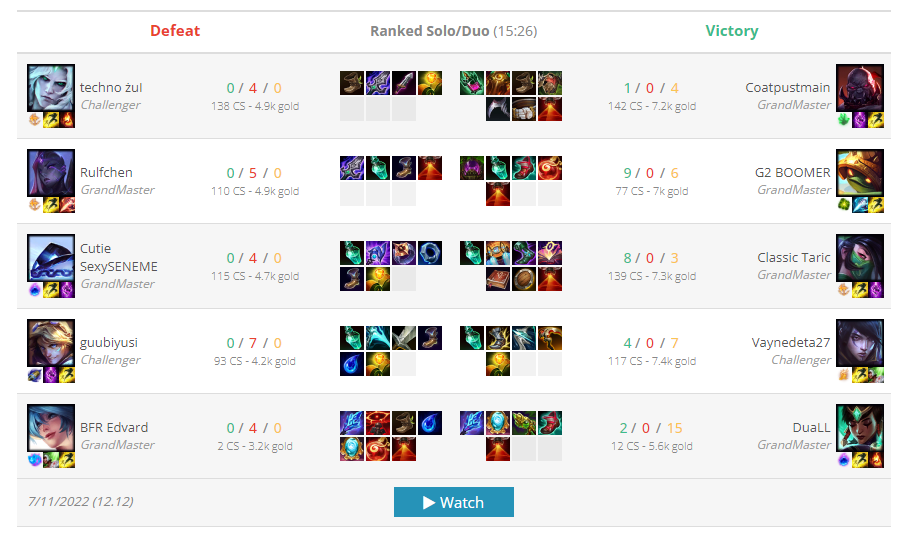 Defeat Ranked Solo/Duo (15:26) Victory
techno żul 0 / 4 / 0 1 / 0 / 4 Coatpustmain
Challenger 138 CS - 4.9k gold 142 CS - 7.2k gold GrandMaster
Rulfchen 0 / 5 / 0 9 / 0 / 6 G2 BOOMER
GrandMaster 110 CS - 4.9k gold 77 CS - 7k gold GrandMaster
Cutie
SexySENEME 0 / 4 / 0 8 / 0 / 3 Classic Taric
GrandMaster 115 CS - 4.7k gold 139 CS - 7.3k gold GrandMaster
guubiyusi 0 / 7 / 0 4 / 0 / 7 Vaynedeta27
Challenger 93 CS - 4.2k gold 117 CS - 7.4k gold Challenger
BFR Edvard 0 / 4 / 0 2 / 0 / 15 DuaLL
GrandMaster 2 CS - 3.2k gold 12 CS - 5.6k gold GrandMaster
7/11/2022 (12.12) Watch